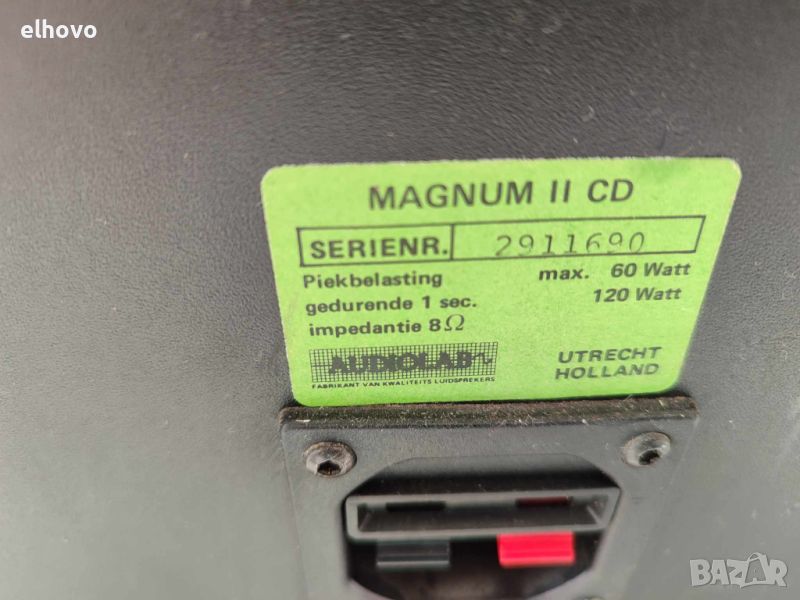 elhovo
MAGNUM II CD
SERIENR. 2911690
Piekbelasting max. 60 Watt
gedurende 1 sec. 120 Watt
impedantie 8Ω
AUDIOLAB
FABRIKANT VAN KWALITEITS LUIDSPREKERS
UTRECHT
HOLLAND
BAZAR